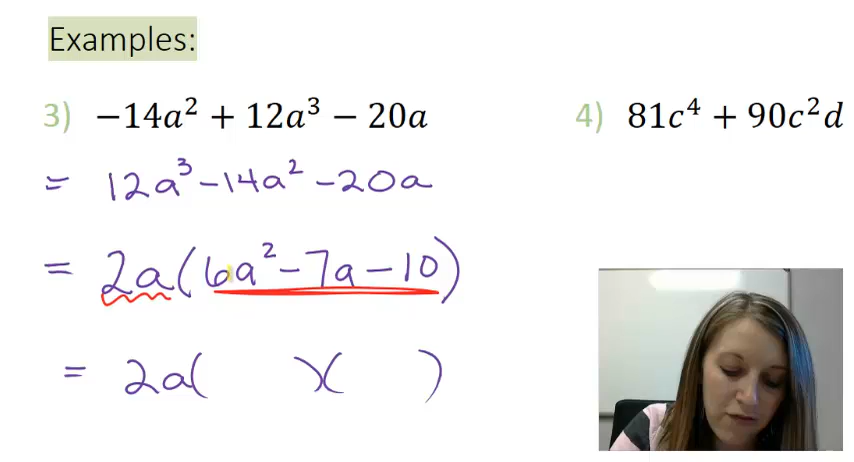 Examples:
3) −14a² + 12a³ − 20a
= 12a³ − 14a² − 20a
= 2a(6a² − 7a − 10)
= 2a(      )(      )
4) 81c⁴ + 90c²d